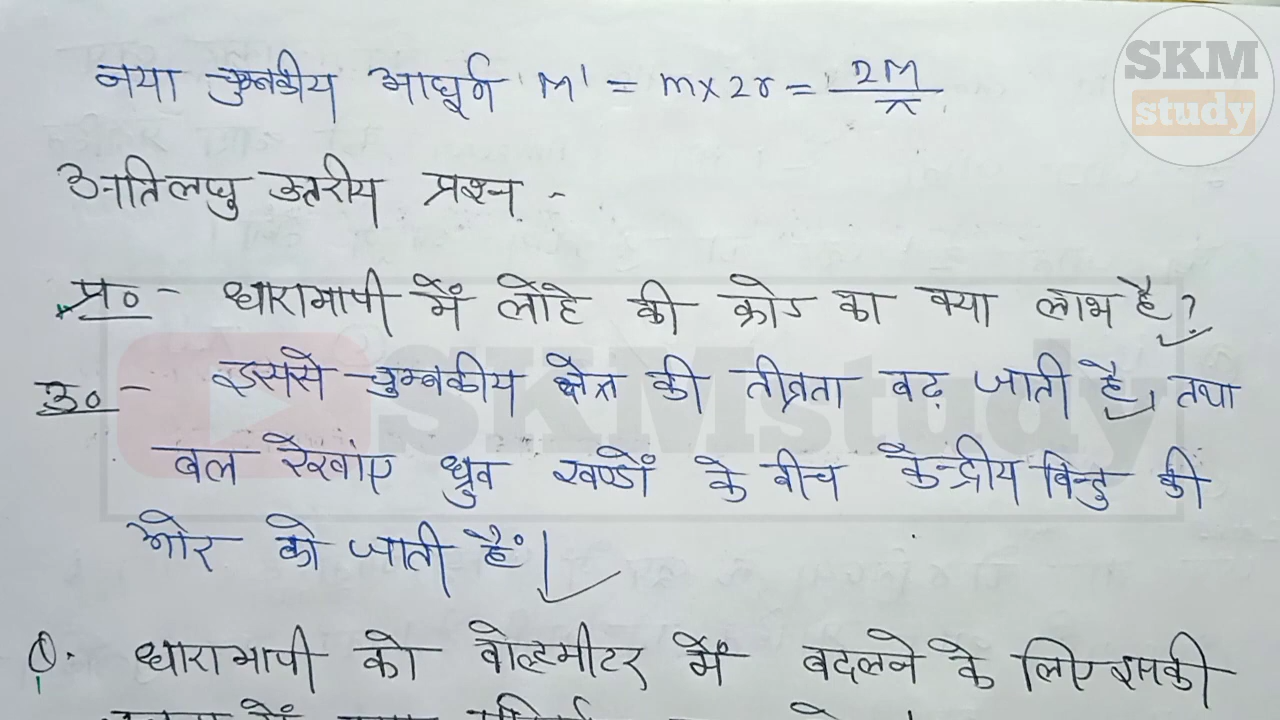 नया चुम्बकीय आघूर्ण M' = m×2r = 2M/π
SKM
study
अतिलघु उत्तरीय प्रश्न -
प्र० - धारामापी में लोहे की क्रोड का क्या लाभ है?
उ० - इससे चुम्बकीय क्षेत्र की तीव्रता बढ़ जाती है, तथा
बल रेखाएं ध्रुव खण्डों के बीच केन्द्रीय बिन्दु की
ओर को जाती हैं।
SKMstudy
Q. धारामापी को वोल्टमीटर में बदलने के लिए इसकी